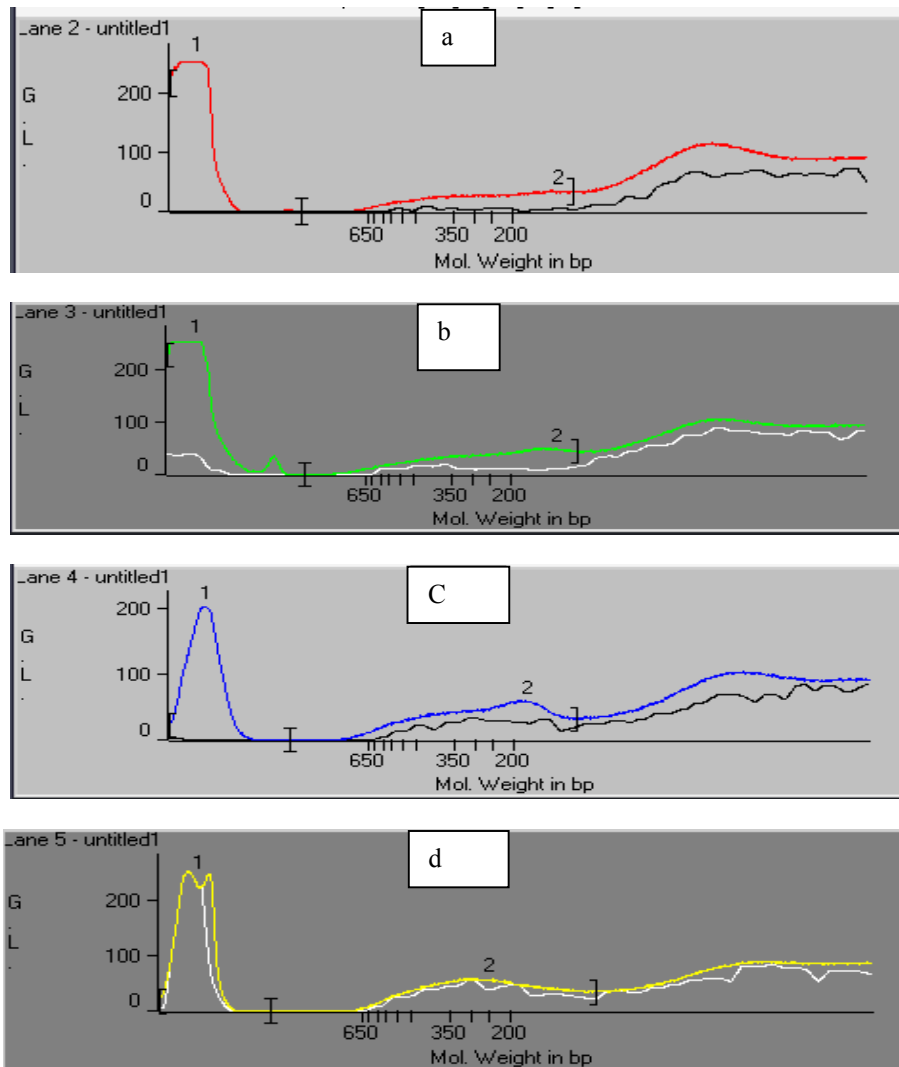 Lane 2 - untitled1
a
1
G
.
L
.
200
100
0
2
650 350 200
Mol. Weight in bp
Lane 3 - untitled1
b
1
G
.
L
.
200
100
0
2
650 350 200
Mol. Weight in bp
Lane 4 - untitled1
C
1
G
.
L
.
200
100
0
2
650 350 200
Mol. Weight in bp
Lane 5 - untitled1
d
1
G
.
L
.
200
100
0
2
650 350 200
Mol. Weight in bp